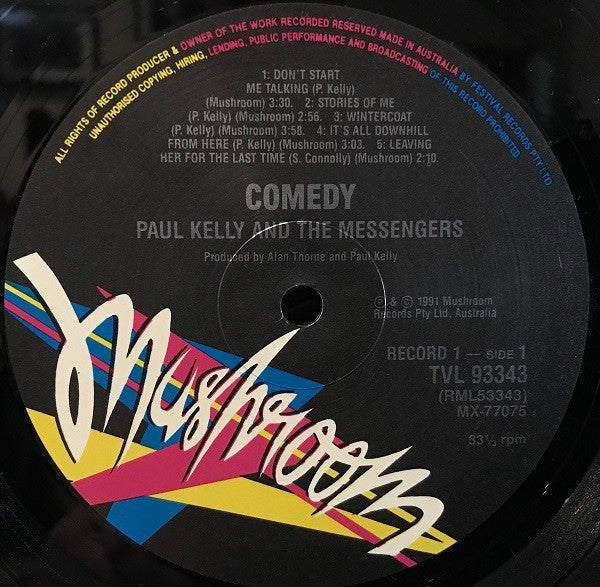 ALL RIGHTS OF RECORD PRODUCER & OWNER OF THE WORK RECORDED RESERVED MADE IN AUSTRALIA BY FESTIVAL RECORDS PTY LTD
UNAUTHORISED COPYING, HIRING, LENDING, PUBLIC PERFORMANCE AND BROADCASTING OF THIS RECORD PROHIBITED
1: DON'T START
ME TALKING (P. Kelly)
(Mushroom) 3:30. 2: STORIES OF ME
(P. Kelly) (Mushroom) 2:56. 3: WINTERCOAT
(P. Kelly) (Mushroom) 3:58. 4: IT'S ALL DOWNHILL
FROM HERE (P. Kelly) (Mushroom) 3:03. 5: LEAVING
HER FOR THE LAST TIME (S. Connolly) (Mushroom) 2:10.
COMEDY
PAUL KELLY AND THE MESSENGERS
Produced by Alan Thorne and Paul Kelly
℗ & © 1991 Mushroom
Records Pty Ltd. Australia
RECORD 1 — SIDE 1
TVL 93343
(RML53343)
MX-77075
33⅓ rpm
Mushroom